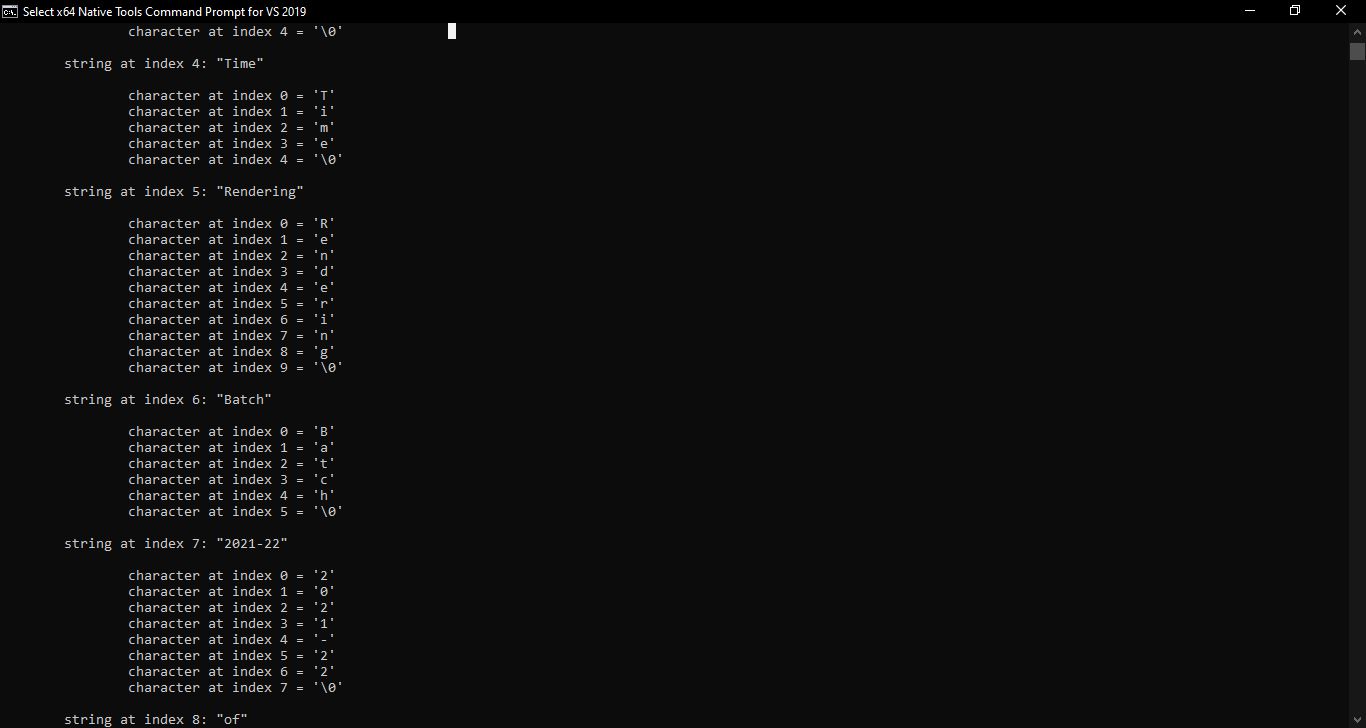 Select x64 Native Tools Command Prompt for VS 2019
character at index 4 = '\0'
string at index 4: "Time"
character at index 0 = 'T'
character at index 1 = 'i'
character at index 2 = 'm'
character at index 3 = 'e'
character at index 4 = '\0'
string at index 5: "Rendering"
character at index 0 = 'R'
character at index 1 = 'e'
character at index 2 = 'n'
character at index 3 = 'd'
character at index 4 = 'e'
character at index 5 = 'r'
character at index 6 = 'i'
character at index 7 = 'n'
character at index 8 = 'g'
character at index 9 = '\0'
string at index 6: "Batch"
character at index 0 = 'B'
character at index 1 = 'a'
character at index 2 = 't'
character at index 3 = 'c'
character at index 4 = 'h'
character at index 5 = '\0'
string at index 7: "2021-22"
character at index 0 = '2'
character at index 1 = '0'
character at index 2 = '2'
character at index 3 = '1'
character at index 4 = '-'
character at index 5 = '2'
character at index 6 = '2'
character at index 7 = '\0'
string at index 8: "of"